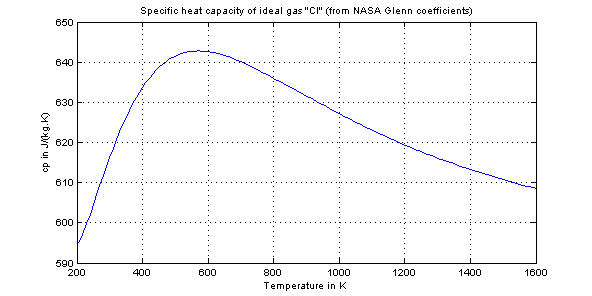 Specific heat capacity of ideal gas "Cl" (from NASA Glenn coefficients)
650
640
630
620
610
600
590
cp in J/(kg.K)
200 400 600 800 1000 1200 1400 1600
Temperature in K